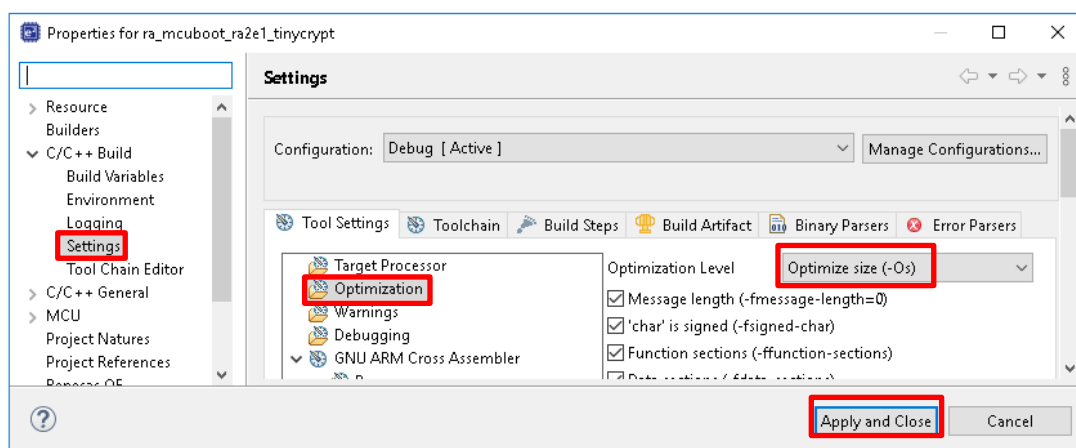 Properties for ra_mcuboot_ra2e1_tinycrypt
Settings
Resource
Builders
C/C++ Build
Build Variables
Environment
Logging
Settings
Tool Chain Editor
C/C++ General
MCU
Project Natures
Project References
Configuration: Debug [ Active ]
Manage Configurations...
Tool Settings Toolchain Build Steps Build Artifact Binary Parsers Error Parsers
Target Processor
Optimization
Warnings
Debugging
GNU ARM Cross Assembler
Optimization Level Optimize size (-Os)
Message length (-fmessage-length=0)
'char' is signed (-fsigned-char)
Function sections (-ffunction-sections)
Apply and Close Cancel